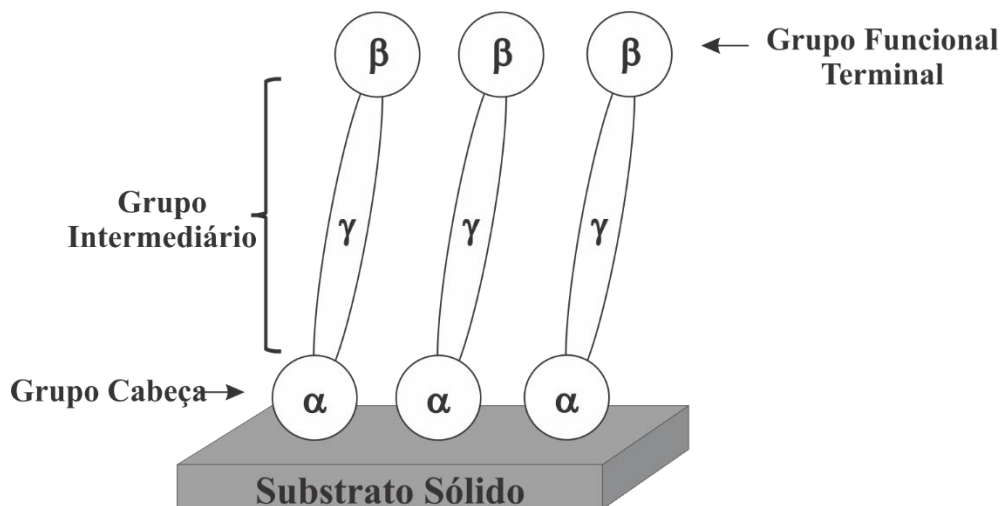 β β β
Grupo Funcional
Terminal
Grupo
Intermediário
γ γ γ
Grupo Cabeça
α α α
Substrato Sólido